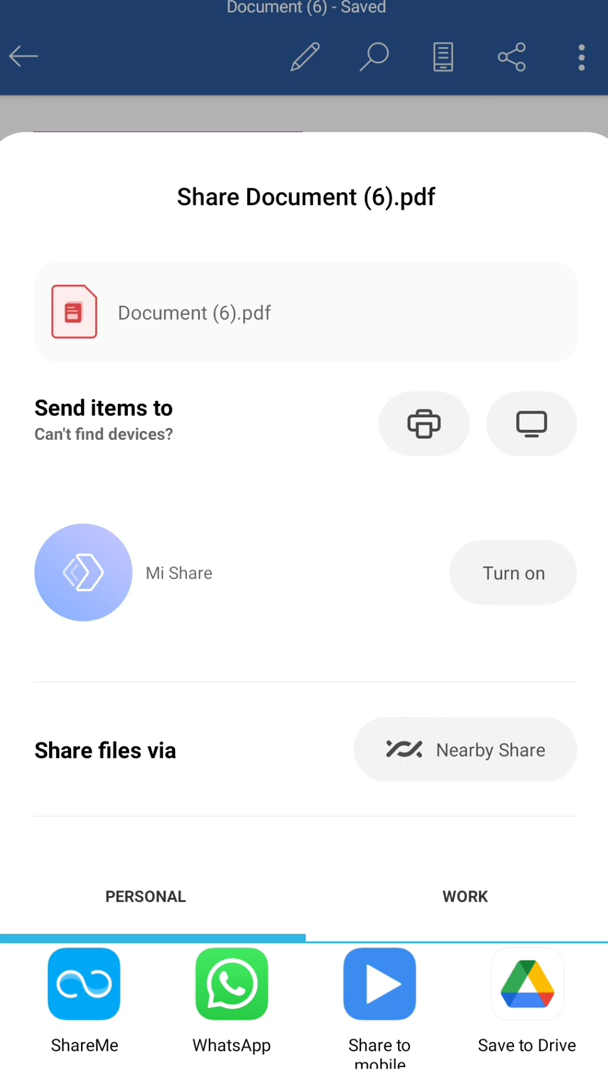 Document (6) - Saved
Share Document (6).pdf
Document (6).pdf
Send items to
Can't find devices?
Mi Share
Turn on
Share files via
Nearby Share
PERSONAL
WORK
ShareMe
WhatsApp
Share to
mobile
Save to Drive